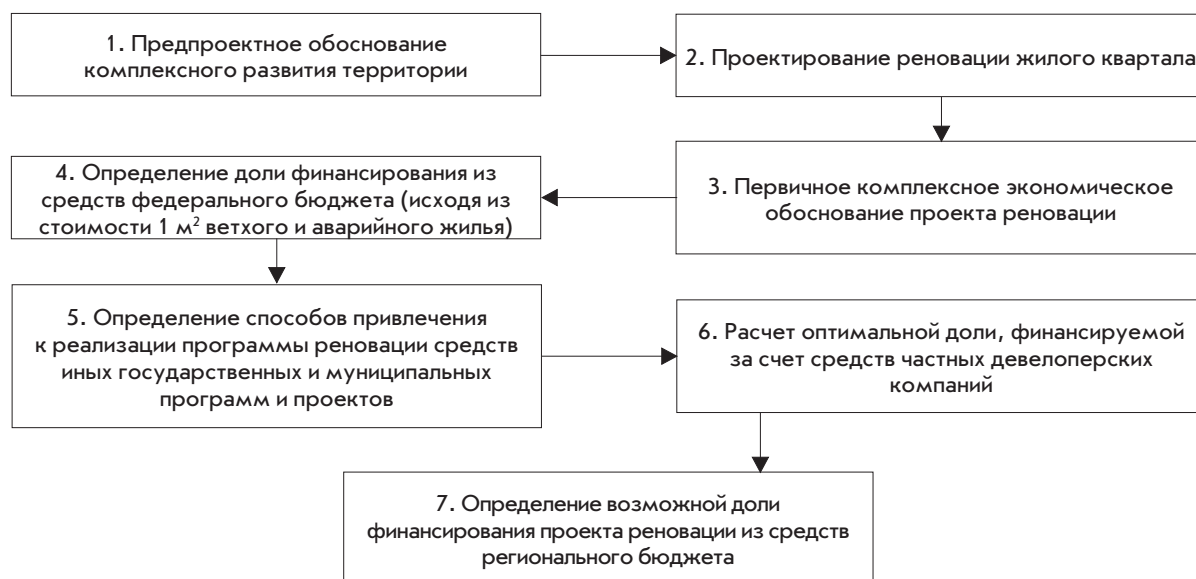 1. Предпроектное обоснование
комплексного развития территории
2. Проектирование реновации жилого квартала
3. Первичное комплексное экономическое
обоснование проекта реновации
4. Определение доли финансирования из
средств федерального бюджета (исходя из
стоимости 1 м² ветхого и аварийного жилья)
5. Определение способов привлечения
к реализации программы реновации средств
иных государственных и муниципальных
программ и проектов
6. Расчет оптимальной доли, финансируемой
за счет средств частных девелоперских
компаний
7. Определение возможной доли
финансирования проекта реновации из средств
регионального бюджета